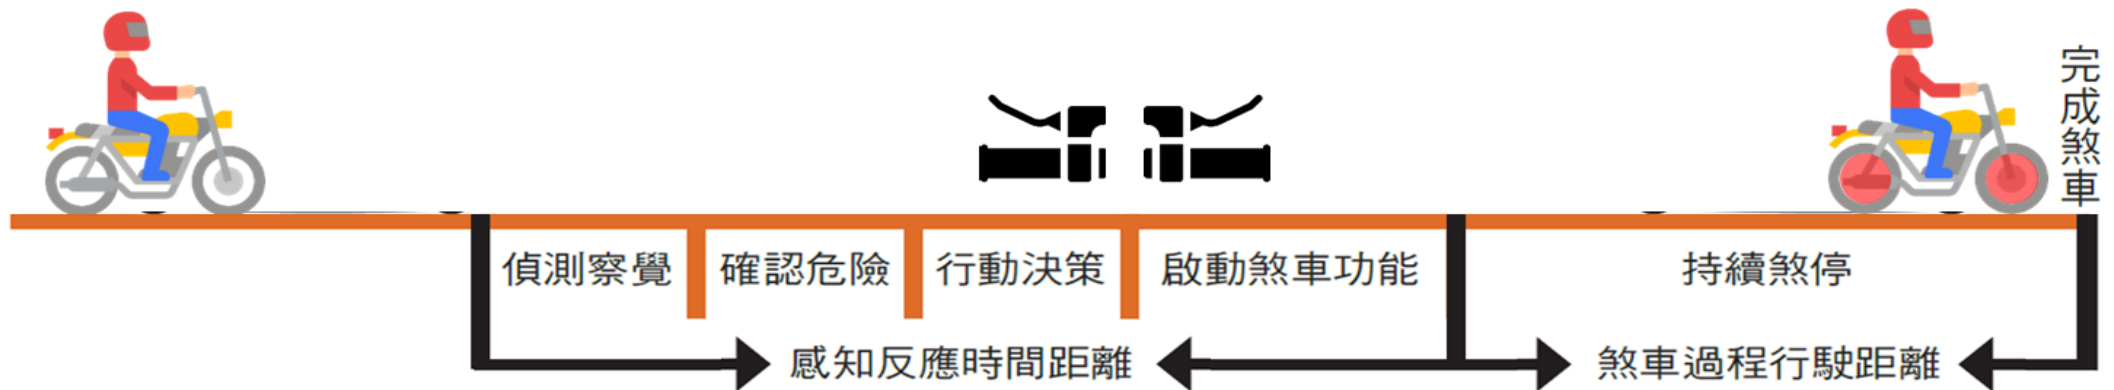 完成煞車
偵測察覺
確認危險
行動決策
啟動煞車功能
持續煞停
感知反應時間距離
煞車過程行駛距離